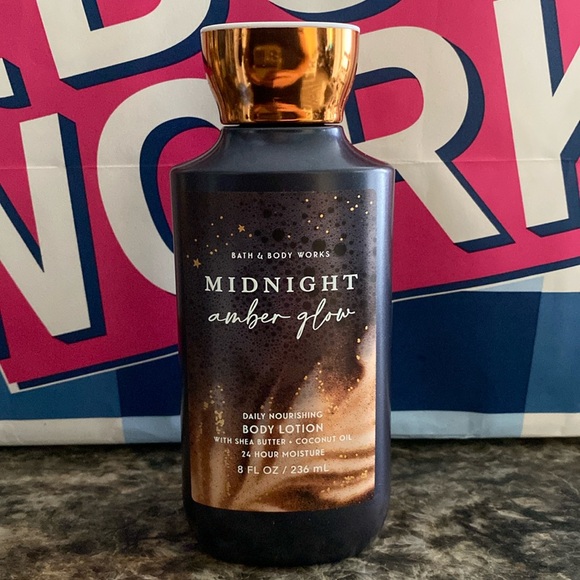 WORK
BATH & BODY WORKS
MIDNIGHT
amber glow
DAILY NOURISHING
BODY LOTION
WITH SHEA BUTTER + COCONUT OIL
24 HOUR MOISTURE
8 FL OZ / 236 mL